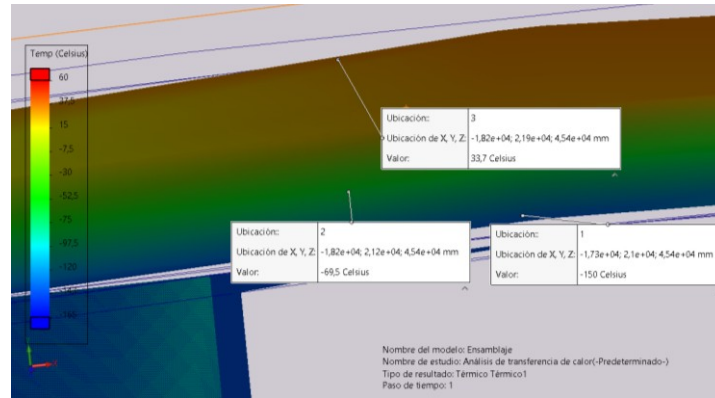 Temp (Celsius)
60
37,5
15
-7,5
-30
-52,5
-75
-97,5
-120
Ubicación: 3
Ubicación de X, Y, Z: -1,82e+04; 2,19e+04; 4,54e+04 mm
Valor: 33,7 Celsius
Ubicación: 2
Ubicación de X, Y, Z: -1,82e+04; 2,12e+04; 4,54e+04 mm
Valor: -69,5 Celsius
Ubicación: 1
Ubicación de X, Y, Z: -1,73e+04; 2,1e+04; 4,54e+04 mm
Valor: -150 Celsius
Nombre del modelo: Ensamblaje
Nombre de estudio: Análisis de transferencia de calor(-Predeterminado-)
Tipo de resultado: Térmico Térmico1
Paso de tiempo: 1